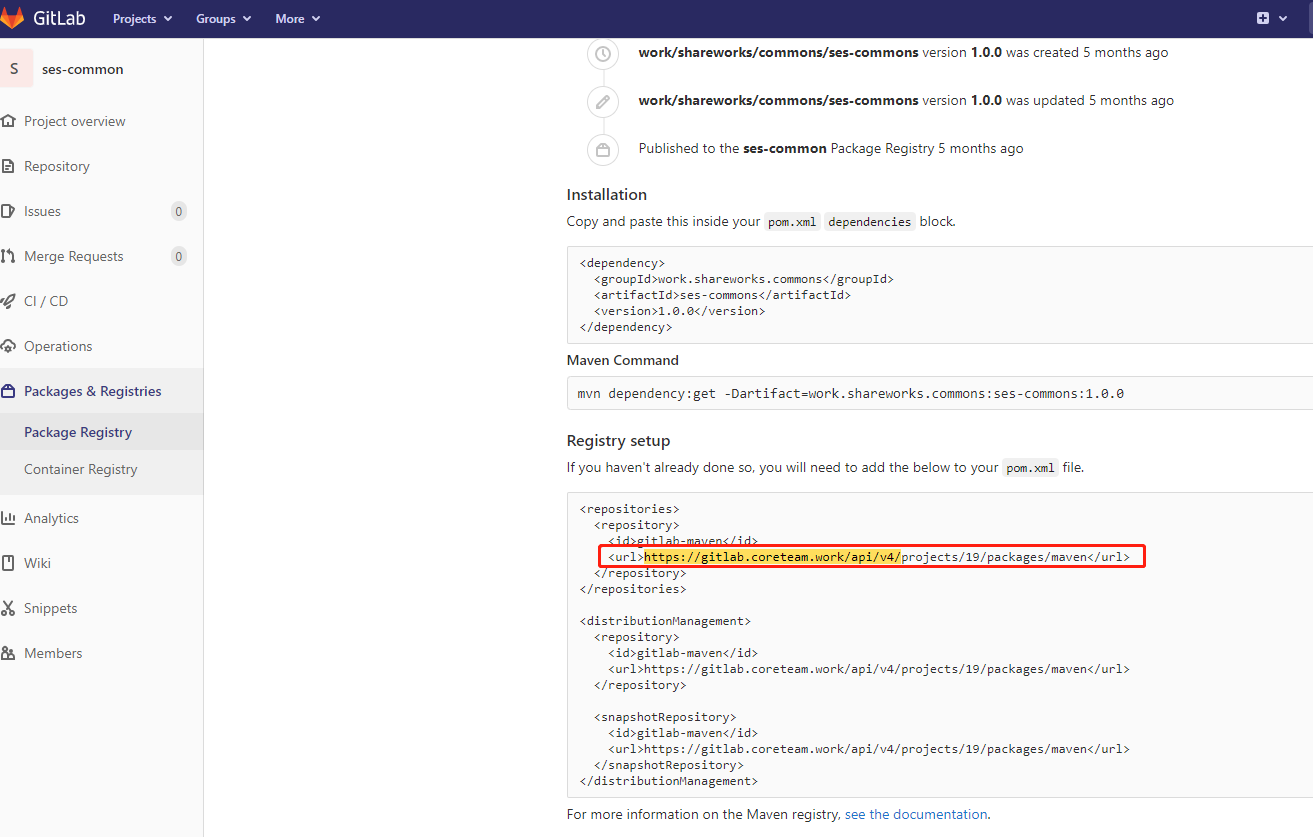 GitLab Projects Groups More
S ses-common
Project overview
Repository
Issues 0
Merge Requests 0
CI / CD
Operations
Packages & Registries
Package Registry
Container Registry
Analytics
Wiki
Snippets
Members
work/shareworks/commons/ses-commons version 1.0.0 was created 5 months ago
work/shareworks/commons/ses-commons version 1.0.0 was updated 5 months ago
Published to the ses-common Package Registry 5 months ago
Installation
Copy and paste this inside your pom.xml dependencies block.
<dependency>
  <groupId>work.shareworks.commons</groupId>
  <artifactId>ses-commons</artifactId>
  <version>1.0.0</version>
</dependency>
Maven Command
mvn dependency:get -Dartifact=work.shareworks.commons:ses-commons:1.0.0
Registry setup
If you haven't already done so, you will need to add the below to your pom.xml file.
<repositories>
  <repository>
    <id>gitlab-maven</id>
    <url>https://gitlab.coreteam.work/api/v4/projects/19/packages/maven</url>
  </repository>
</repositories>
<distributionManagement>
  <repository>
    <id>gitlab-maven</id>
    <url>https://gitlab.coreteam.work/api/v4/projects/19/packages/maven</url>
  </repository>
  <snapshotRepository>
    <id>gitlab-maven</id>
    <url>https://gitlab.coreteam.work/api/v4/projects/19/packages/maven</url>
  </snapshotRepository>
</distributionManagement>
For more information on the Maven registry, see the documentation.